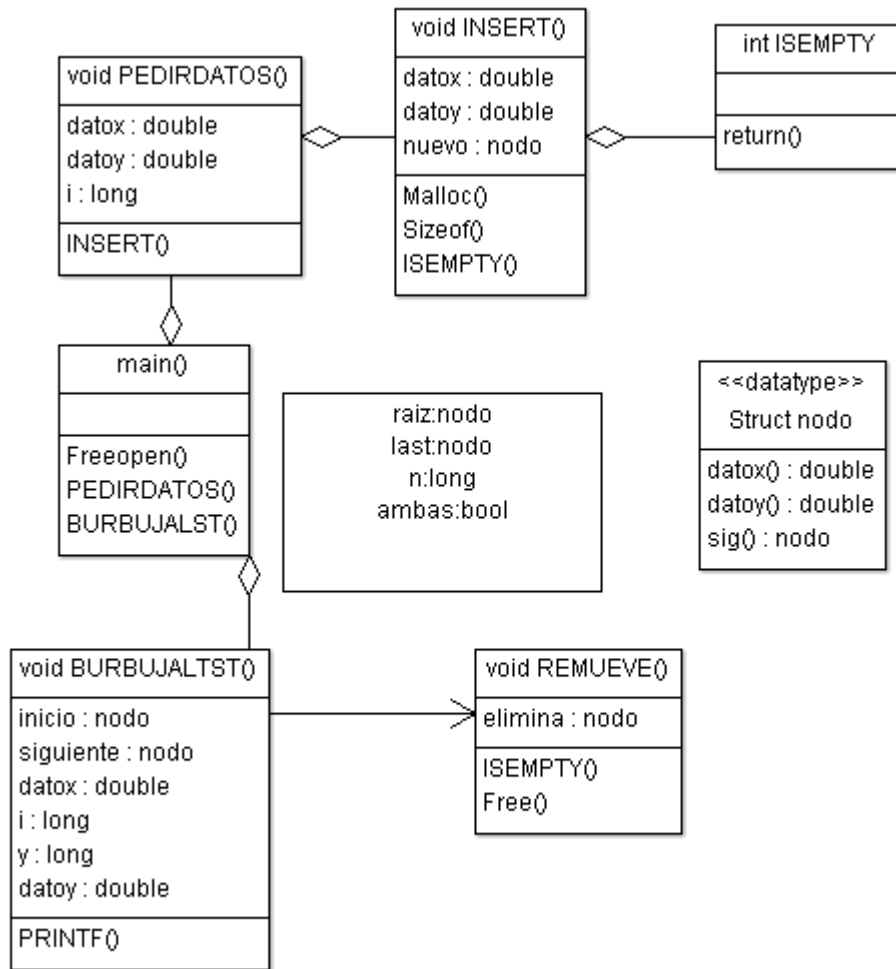 void PEDIRDATOS()
datox : double
datoy : double
i : long
INSERT()
void INSERT()
datox : double
datoy : double
nuevo : nodo
Malloc()
Sizeof()
ISEMPTY()
int ISEMPTY
return()
main()
Freeopen()
PEDIRDATOS()
BURBUJALST()
raiz:nodo
last:nodo
n:long
ambas:bool
<<datatype>>
Struct nodo
datox() : double
datoy() : double
sig() : nodo
void BURBUJALTST()
inicio : nodo
siguiente : nodo
datox : double
i : long
y : long
datoy : double
PRINTF()
void REMUEVE()
elimina : nodo
ISEMPTY()
Free()